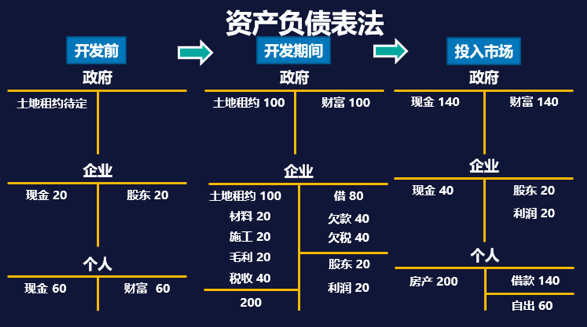 资产负债表法
开发前
开发期间
投入市场
政府
土地租约待定
企业
现金 20
股东 20
个人
现金 60
财富 60
政府
土地租约 100
财富 100
企业
土地租约 100
材料 20
施工 20
毛利 20
税收 40
200
借 80
欠款 40
欠税 40
股东 20
利润 20
政府
现金 140
财富 140
企业
现金 40
股东 20
利润 20
个人
房产 200
借款 140
自出 60